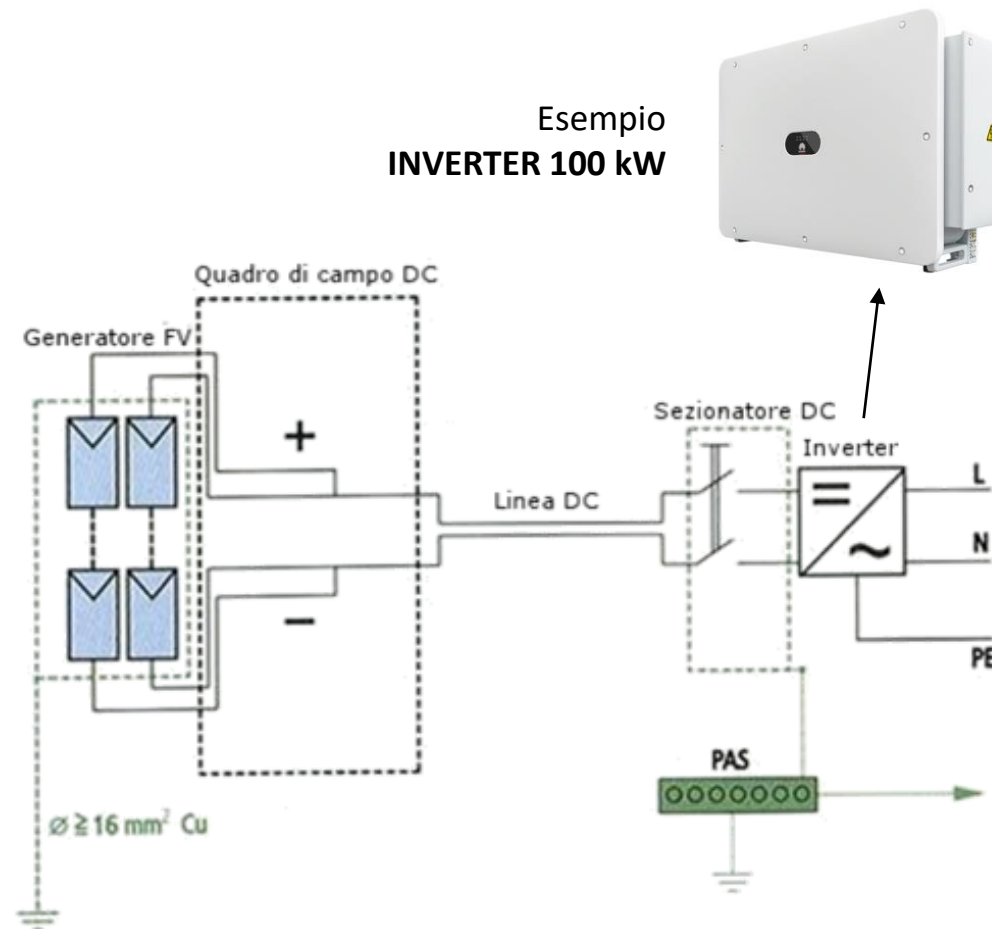 Esempio
INVERTER 100 kW
Quadro di campo DC
Generatore FV
+
Sezionatore DC
Inverter
L
Linea DC
N
−
PE
PAS
Ø ≧ 16 mm² Cu